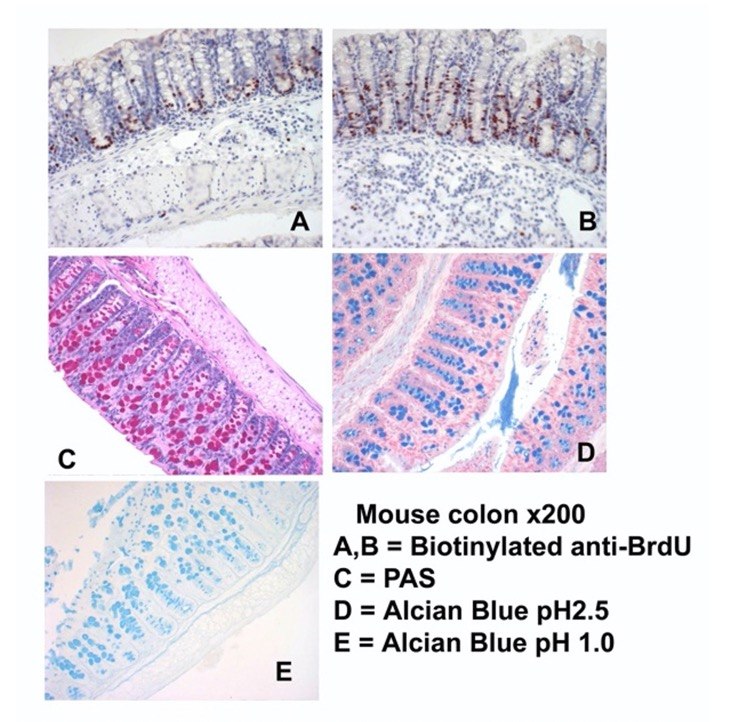 A
B
C
D
E
Mouse colon x200
A,B = Biotinylated anti-BrdU
C = PAS
D = Alcian Blue pH2.5
E = Alcian Blue pH 1.0